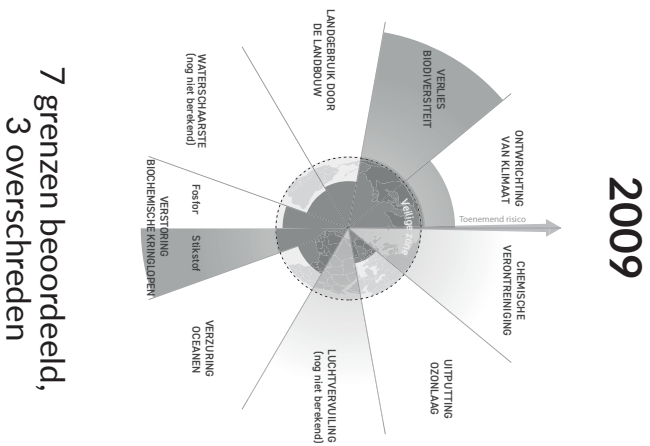 2009
ONTWRICHTING
VAN KLIMAAT
CHEMISCHE
VERONTREINIGING
Toenemend risico
VERLIES
BIODIVERSITEIT
Veilige zone
UITPUTTING
OZONLAAG
LANDGEBRUIK DOOR
DE LANDBOUW
LUCHTVERVUILING
(nog niet berekend)
WATERSCHAARSTE
(nog niet berekend)
VERZURING
OCEANEN
Fosfor
Stikstof
VERSTORING
BIOCHEMISCHE KRINGLOPEN
7 grenzen beoordeeld,
3 overschreden